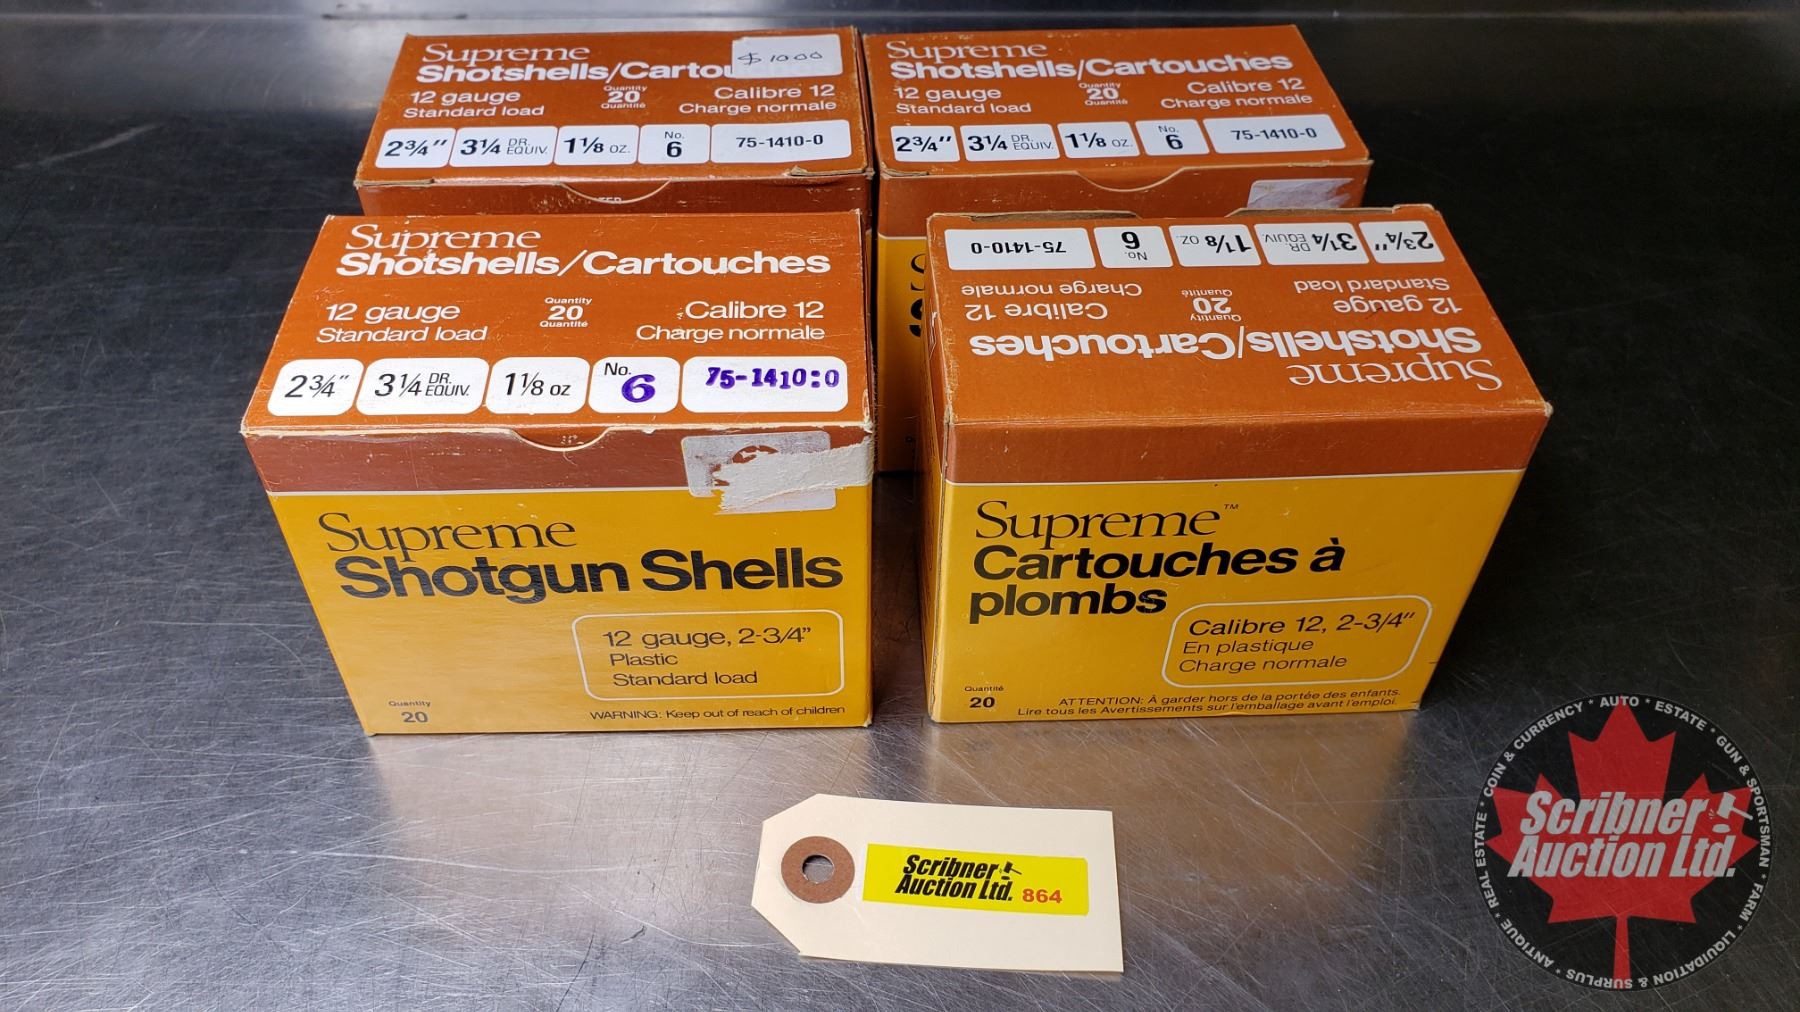 Supreme
Shotshells/Cartou
$ 10.00
12 gauge
Standard load
Quantity
20
Quantité
Calibre 12
Charge normale
2¾"
3¼ DR. EQUIV.
1⅛ OZ.
No. 6
75-1410-0
Supreme
Shotshells/Cartouches
12 gauge
Standard load
Quantity
20
Quantité
Calibre 12
Charge normale
2¾"
3¼ DR. EQUIV.
1⅛ OZ.
No. 6
75-1410-0
Supreme
Shotshells/Cartouches
12 gauge
Standard load
Quantity
20
Quantité
Calibre 12
Charge normale
2¾"
3¼ DR. EQUIV.
1⅛ OZ
No. 6
75-1410:0
Supreme
Shotgun Shells
12 gauge, 2-3/4"
Plastic
Standard load
Quantity
20
WARNING: Keep out of reach of children
Supreme
Shotshells/Cartouches
12 gauge
Standard load
Quantity
20
Quantité
Calibre 12
Charge normale
2¾"
3¼ DR. EQUIV.
1⅛ OZ
No. 6
75-1410-0
Supreme™
Cartouches à
plombs
Calibre 12, 2-3/4"
En plastique
Charge normale
Quantité
20
ATTENTION: À garder hors de la portée des enfants.
Lire tous les Avertissements sur l'emballage avant l'emploi.
Scribner
Auction Ltd. 864
COIN & CURRENCY * AUTO * ESTATE * GUN & SPORTSMAN * FARM * LIQUIDATION & SURPLUS * ANTIQUE * REAL ESTATE *
Scribner
Auction Ltd.